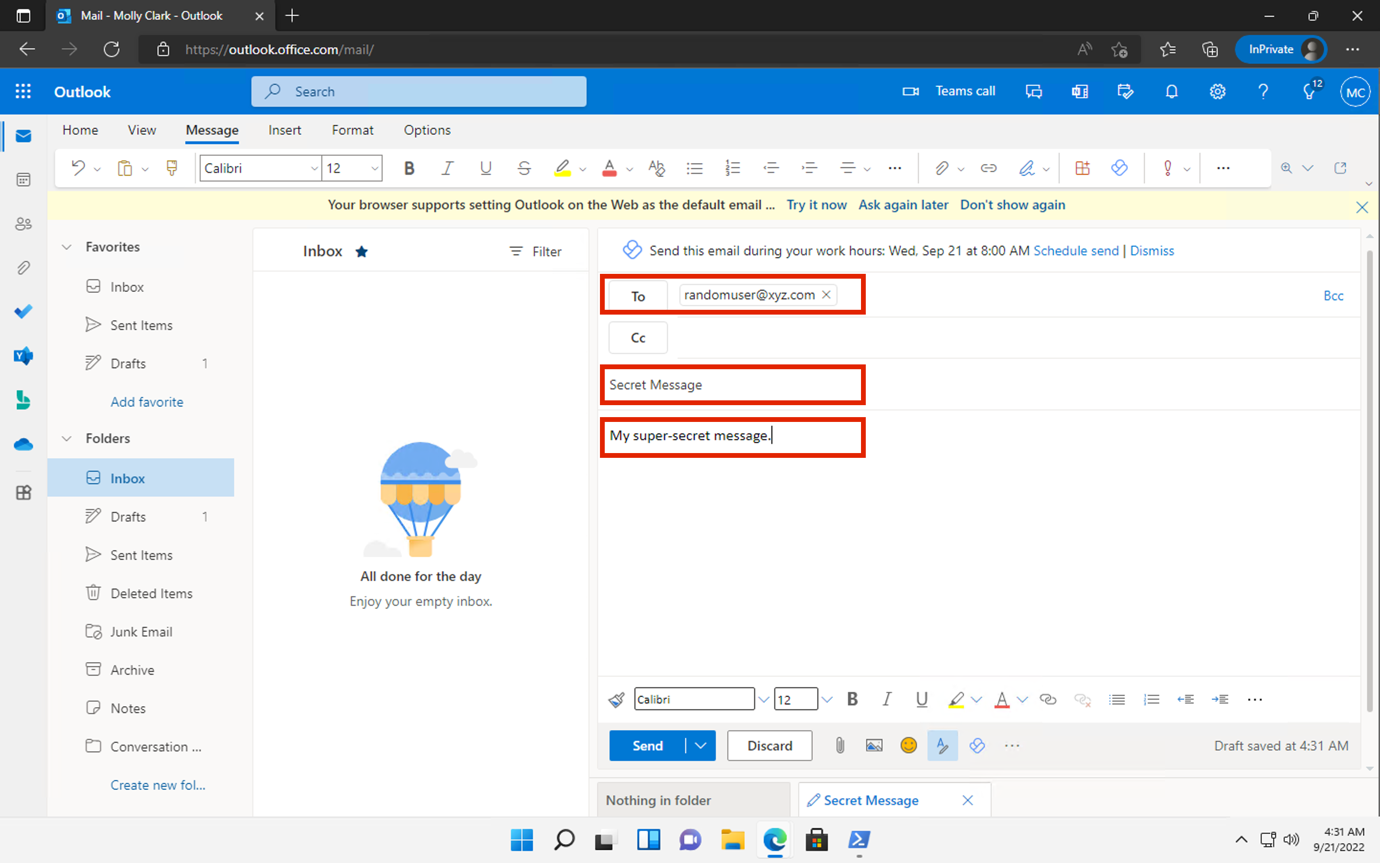 Mail - Molly Clark - Outlook
https://outlook.office.com/mail/
InPrivate
Outlook
Search
Teams call
12
MC
Home View Message Insert Format Options
Calibri 12
Your browser supports setting Outlook on the Web as the default email ... Try it now Ask again later Don't show again
Favorites
Inbox
Sent Items
Drafts 1
Add favorite
Folders
Inbox
Drafts 1
Sent Items
Deleted Items
Junk Email
Archive
Notes
Conversation ...
Create new fol...
Inbox
Filter
All done for the day
Enjoy your empty inbox.
Send this email during your work hours: Wed, Sep 21 at 8:00 AM Schedule send | Dismiss
To randomuser@xyz.com Bcc
Cc
Secret Message
My super-secret message.
Calibri 12
Send Discard Draft saved at 4:31 AM
Nothing in folder Secret Message
4:31 AM
9/21/2022